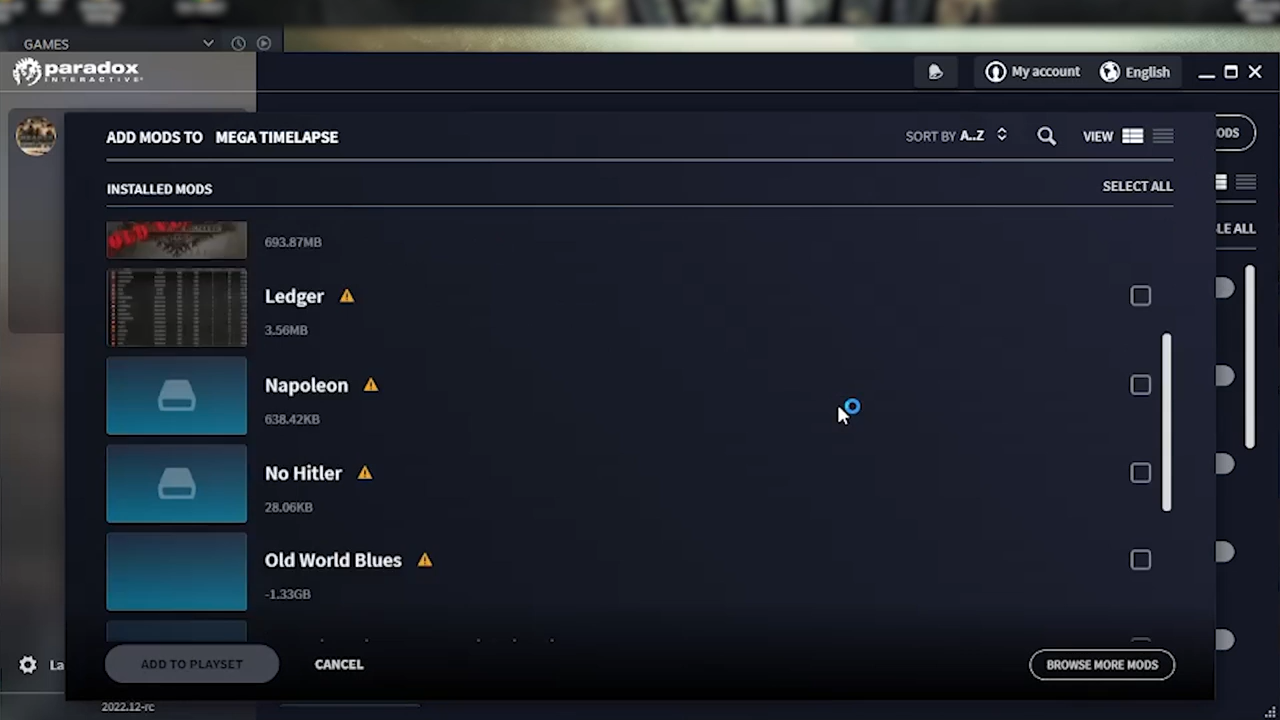 GAMES
paradox
INTERACTIVE
My account
English
ADD MODS TO MEGA TIMELAPSE
SORT BY A..Z
VIEW
ODS
INSTALLED MODS
SELECT ALL
LE ALL
OLD
693.87MB
Ledger
3.56MB
Napoleon
638.42KB
No Hitler
28.06KB
Old World Blues
-1.33GB
ADD TO PLAYSET
CANCEL
BROWSE MORE MODS
La
2022.12-rc